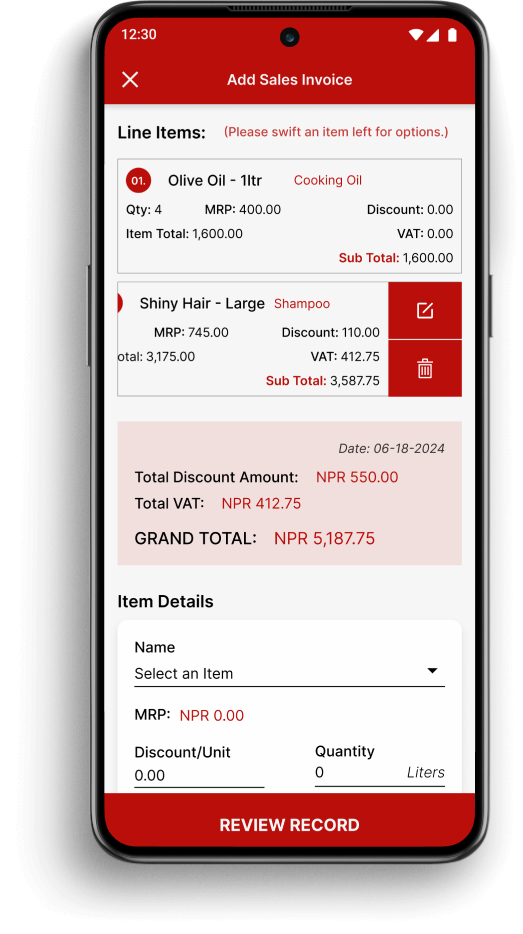 12:30
Add Sales Invoice
Line Items: (Please swift an item left for options.)
01. Olive Oil - 1ltr Cooking Oil
Qty: 4 MRP: 400.00 Discount: 0.00
Item Total: 1,600.00 VAT: 0.00
Sub Total: 1,600.00
Shiny Hair - Large Shampoo
MRP: 745.00 Discount: 110.00
otal: 3,175.00 VAT: 412.75
Sub Total: 3,587.75
Date: 06-18-2024
Total Discount Amount: NPR 550.00
Total VAT: NPR 412.75
GRAND TOTAL: NPR 5,187.75
Item Details
Name
Select an Item
MRP: NPR 0.00
Discount/Unit Quantity
0.00 0 Liters
REVIEW RECORD